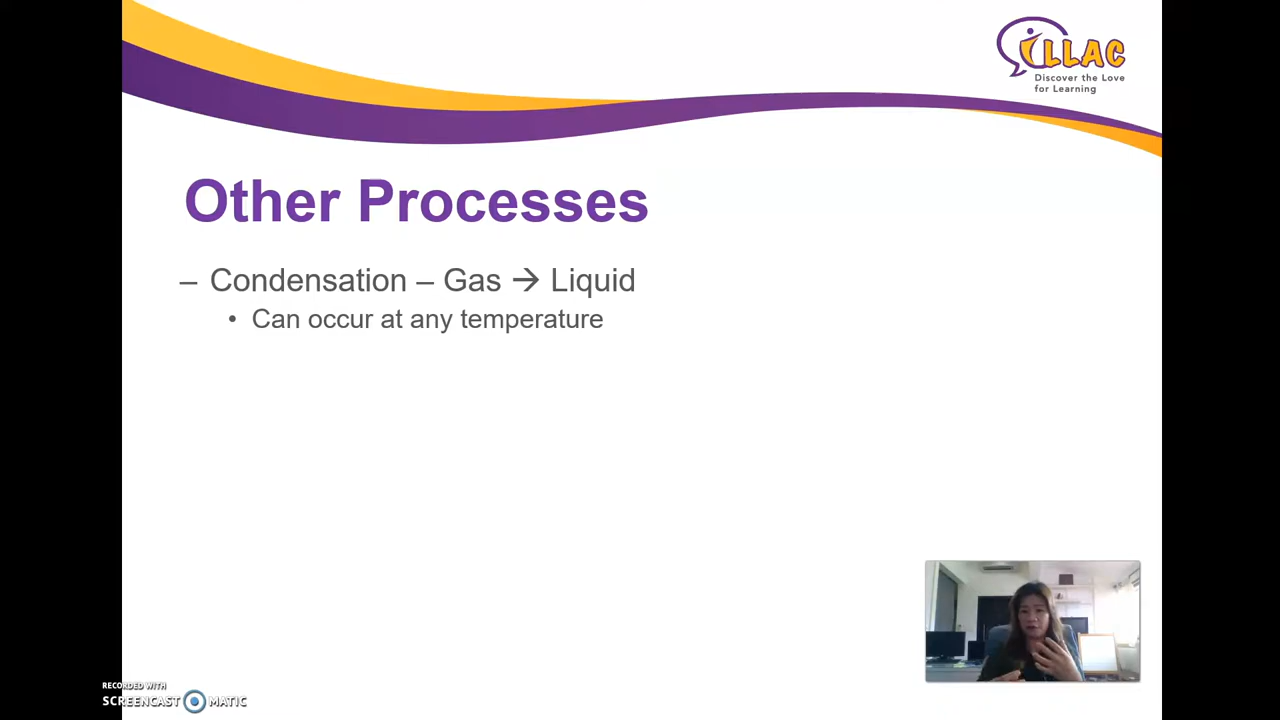 iLLAC
Discover the Love
for Learning
Other Processes
– Condensation – Gas → Liquid
• Can occur at any temperature
RECORDED WITH
SCREENCAST MATIC